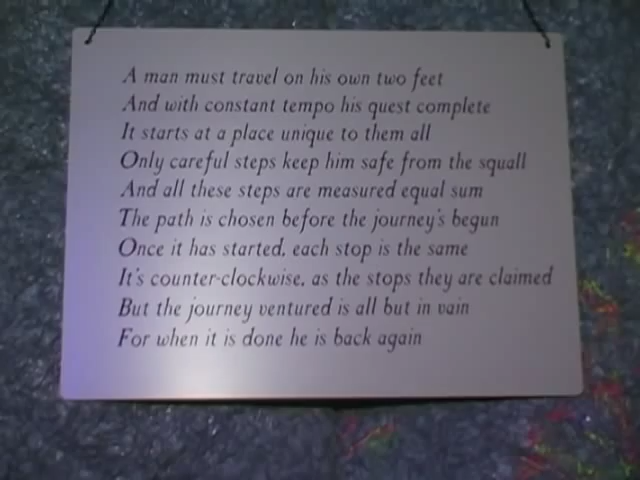 A man must travel on his own two feet
And with constant tempo his quest complete
It starts at a place unique to them all
Only careful steps keep him safe from the squall
And all these steps are measured equal sum
The path is chosen before the journey's begun
Once it has started, each stop is the same
It's counter-clockwise, as the stops they are claimed
But the journey ventured is all but in vain
For when it is done he is back again